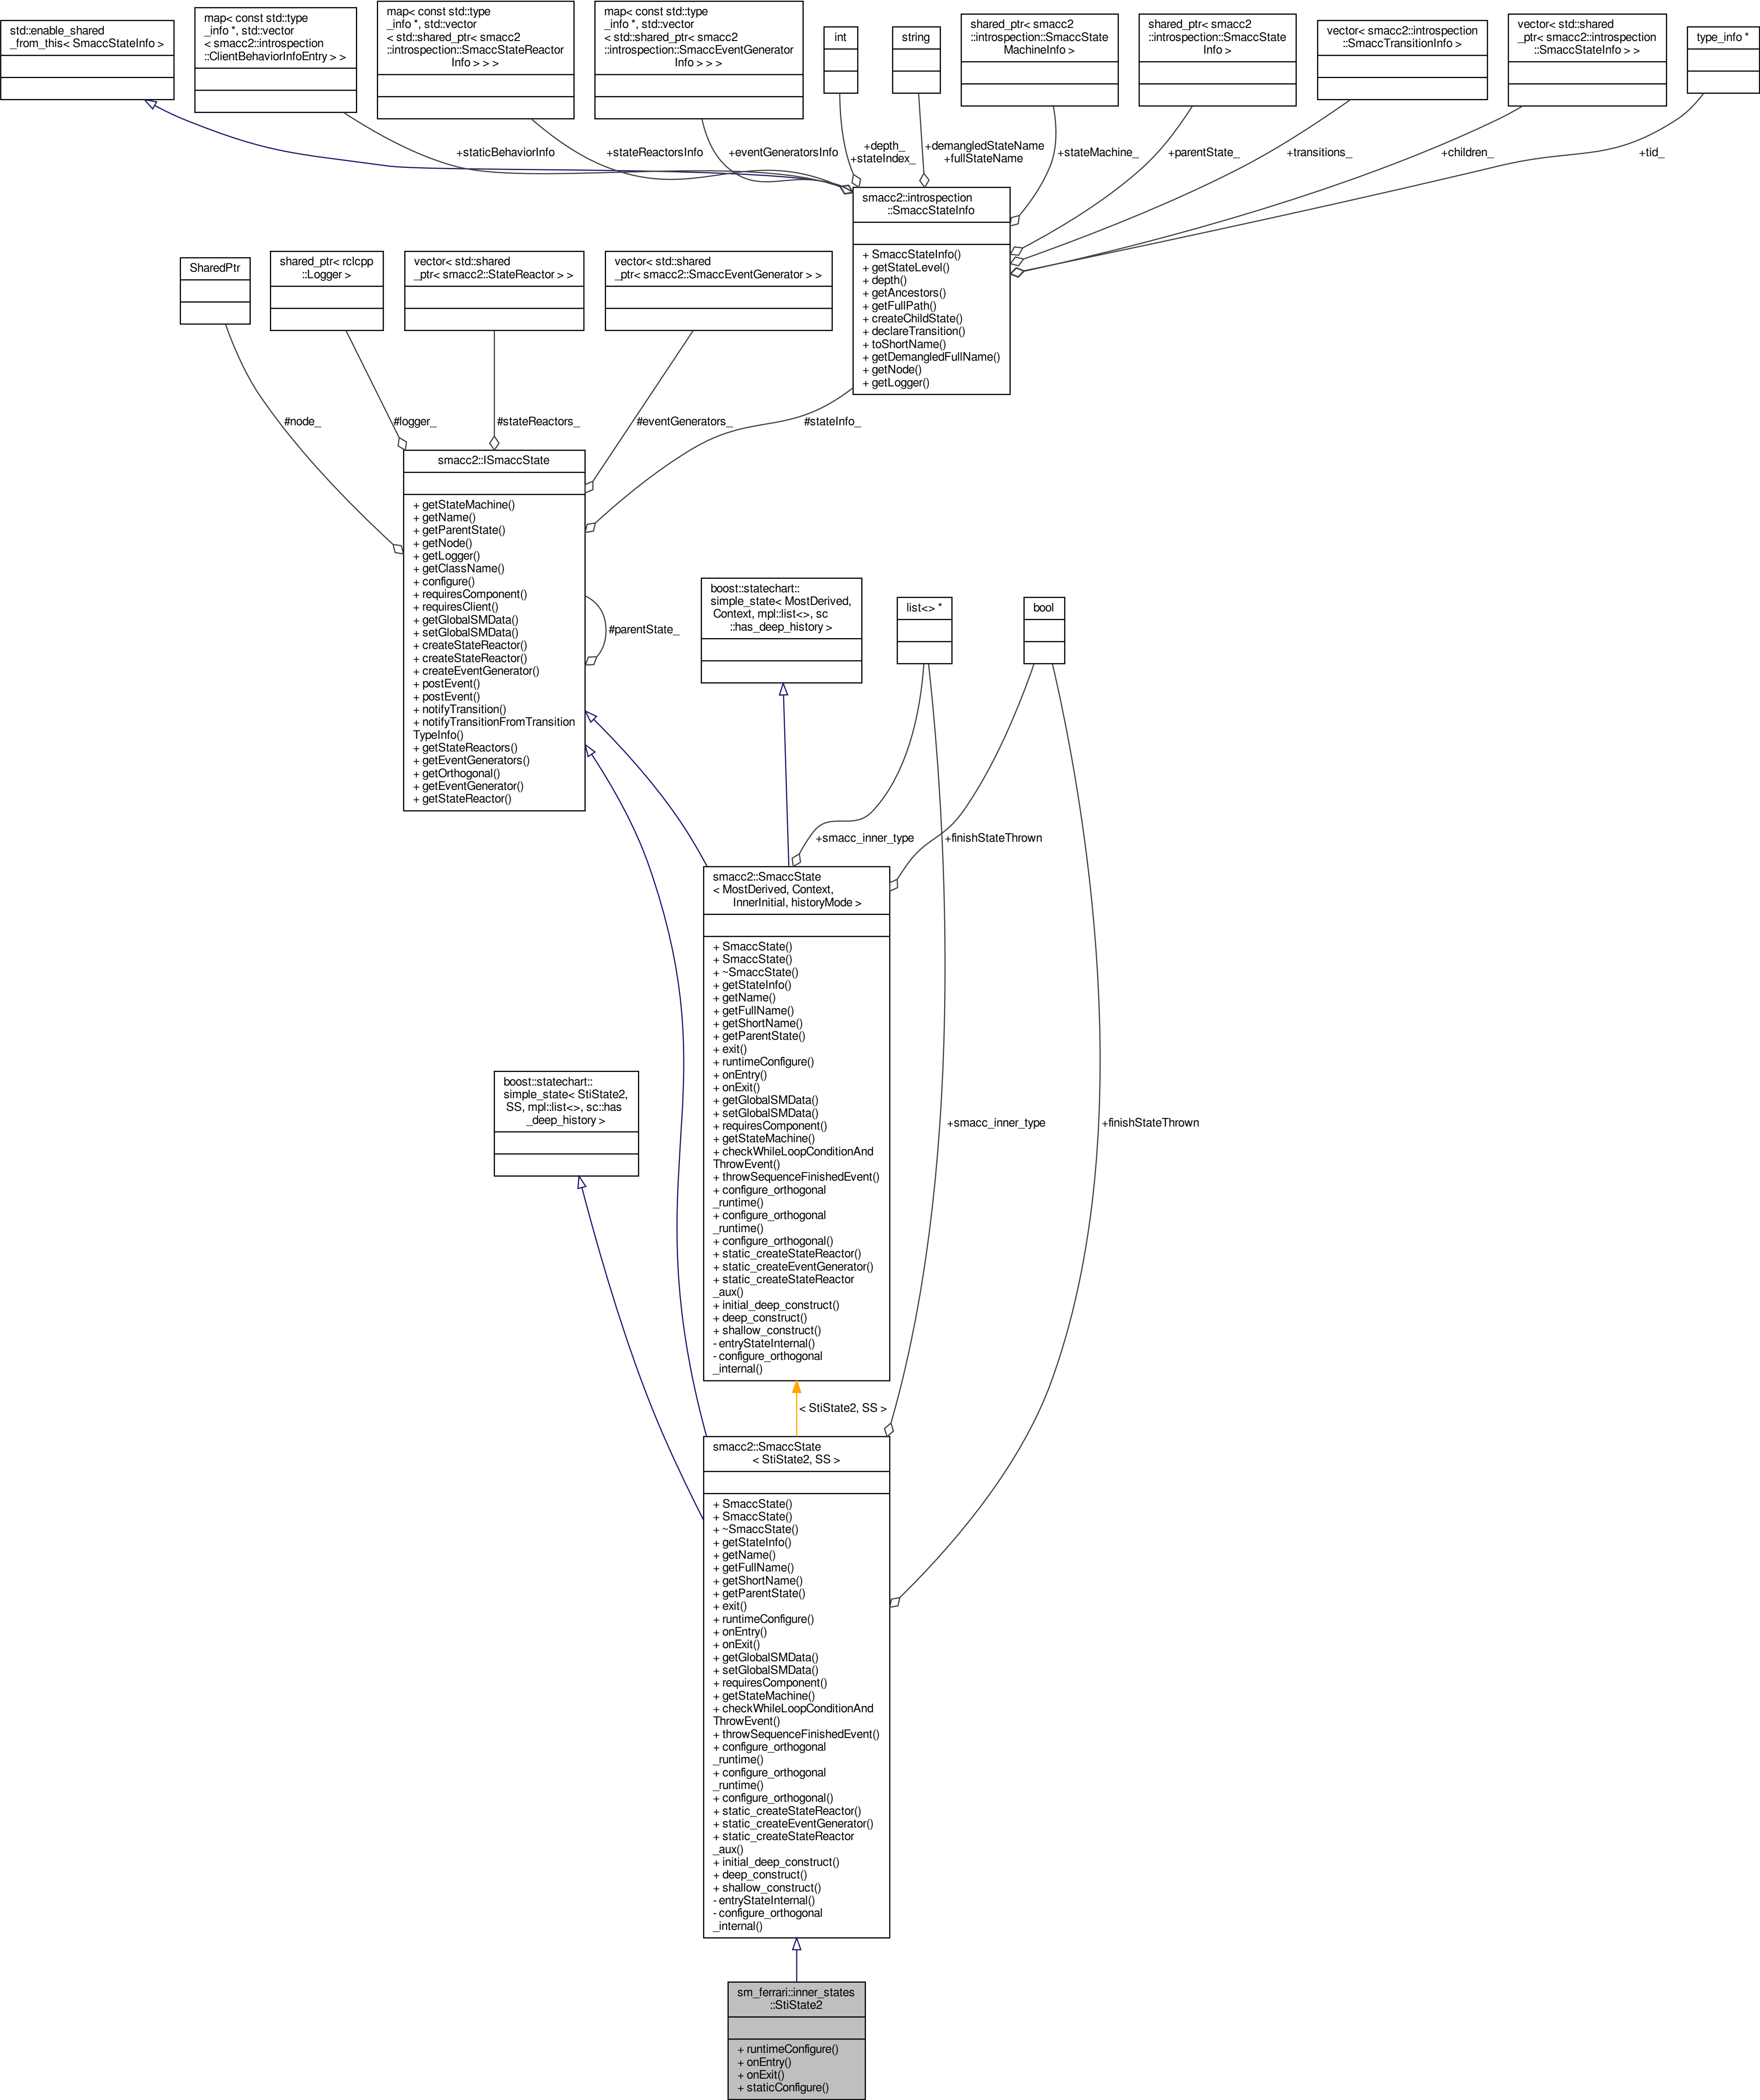 std::enable_shared
_from_this< SmaccStateInfo >
map< const std::type
_info *, std::vector
< smacc2::introspection
::ClientBehaviorInfoEntry > >
map< const std::type
_info *, std::vector
< std::shared_ptr< smacc2
::introspection::SmaccStateReactor
Info > > >
map< const std::type
_info *, std::vector
< std::shared_ptr< smacc2
::introspection::SmaccEventGenerator
Info > > >
int
string
shared_ptr< smacc2
::introspection::SmaccState
MachineInfo >
shared_ptr< smacc2
::introspection::SmaccState
Info >
vector< smacc2::introspection
::SmaccTransitionInfo >
vector< std::shared
_ptr< smacc2::introspection
::SmaccStateInfo > >
type_info *
+staticBehaviorInfo
+stateReactorsInfo
+eventGeneratorsInfo
+depth_
+stateIndex_
+demangledStateName
+fullStateName
+stateMachine_
+parentState_
+transitions_
+children_
+tid_
smacc2::introspection
::SmaccStateInfo
+ SmaccStateInfo()
+ getStateLevel()
+ depth()
+ getAncestors()
+ getFullPath()
+ createChildState()
+ declareTransition()
+ toShortName()
+ getDemangledFullName()
+ getNode()
+ getLogger()
SharedPtr
shared_ptr< rclcpp
::Logger >
vector< std::shared
_ptr< smacc2::StateReactor > >
vector< std::shared
_ptr< smacc2::SmaccEventGenerator > >
#node_
#logger_
#stateReactors_
#eventGenerators_
#stateInfo_
smacc2::ISmaccState
+ getStateMachine()
+ getName()
+ getParentState()
+ getNode()
+ getLogger()
+ getClassName()
+ configure()
+ requiresComponent()
+ requiresClient()
+ getGlobalSMData()
+ setGlobalSMData()
+ createStateReactor()
+ createStateReactor()
+ createEventGenerator()
+ postEvent()
+ postEvent()
+ notifyTransition()
+ notifyTransitionFromTransition
TypeInfo()
+ getStateReactors()
+ getEventGenerators()
+ getOrthogonal()
+ getEventGenerator()
+ getStateReactor()
#parentState_
boost::statechart::
simple_state< MostDerived,
Context, mpl::list<>, sc
::has_deep_history >
list<> *
bool
+smacc_inner_type
+finishStateThrown
smacc2::SmaccState
< MostDerived, Context,
InnerInitial, historyMode >
+ SmaccState()
+ SmaccState()
+ ~SmaccState()
+ getStateInfo()
+ getName()
+ getFullName()
+ getShortName()
+ getParentState()
+ exit()
+ runtimeConfigure()
+ onEntry()
+ onExit()
+ getGlobalSMData()
+ setGlobalSMData()
+ requiresComponent()
+ getStateMachine()
+ checkWhileLoopConditionAnd
ThrowEvent()
+ throwSequenceFinishedEvent()
+ configure_orthogonal
_runtime()
+ configure_orthogonal
_runtime()
+ configure_orthogonal()
+ static_createStateReactor()
+ static_createEventGenerator()
+ static_createStateReactor
_aux()
+ initial_deep_construct()
+ deep_construct()
+ shallow_construct()
- entryStateInternal()
- configure_orthogonal
_internal()
boost::statechart::
simple_state< StiState2,
SS, mpl::list<>, sc::has
_deep_history >
+smacc_inner_type
+finishStateThrown
< StiState2, SS >
smacc2::SmaccState
< StiState2, SS >
+ SmaccState()
+ SmaccState()
+ ~SmaccState()
+ getStateInfo()
+ getName()
+ getFullName()
+ getShortName()
+ getParentState()
+ exit()
+ runtimeConfigure()
+ onEntry()
+ onExit()
+ getGlobalSMData()
+ setGlobalSMData()
+ requiresComponent()
+ getStateMachine()
+ checkWhileLoopConditionAnd
ThrowEvent()
+ throwSequenceFinishedEvent()
+ configure_orthogonal
_runtime()
+ configure_orthogonal
_runtime()
+ configure_orthogonal()
+ static_createStateReactor()
+ static_createEventGenerator()
+ static_createStateReactor
_aux()
+ initial_deep_construct()
+ deep_construct()
+ shallow_construct()
- entryStateInternal()
- configure_orthogonal
_internal()
sm_ferrari::inner_states
::StiState2
+ runtimeConfigure()
+ onEntry()
+ onExit()
+ staticConfigure()